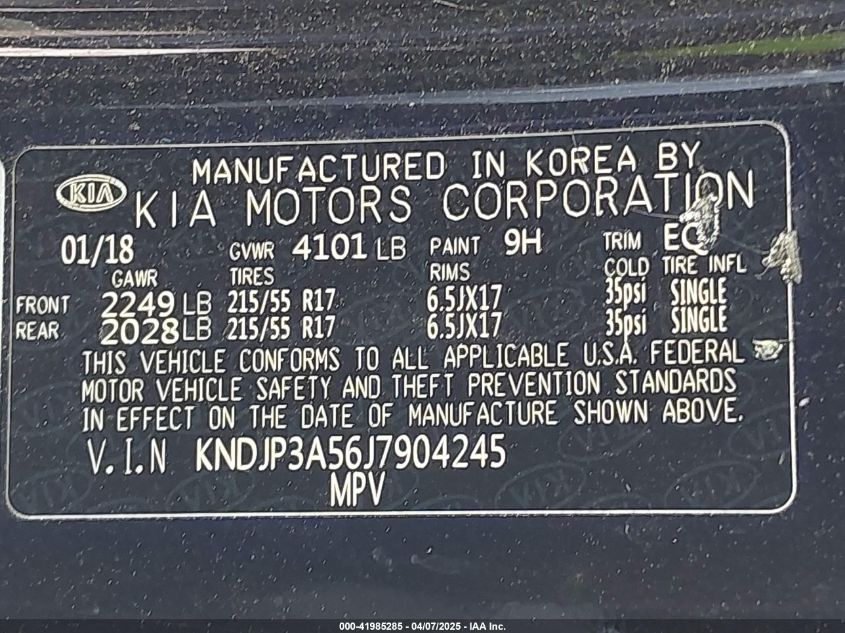 MANUFACTURED IN KOREA BY
KIA KIA MOTORS CORPORATION
01/18 GVWR 4101 LB PAINT 9H TRIM EQ
GAWR TIRES RIMS COLD TIRE INFL
FRONT 2249 LB 215/55 R17 6.5JX17 35psi SINGLE
REAR 2028 LB 215/55 R17 6.5JX17 35psi SINGLE
THIS VEHICLE CONFORMS TO ALL APPLICABLE U.S.A. FEDERAL
MOTOR VEHICLE SAFETY AND THEFT PREVENTION STANDARDS
IN EFFECT ON THE DATE OF MANUFACTURE SHOWN ABOVE.
V.I.N KNDJP3A56J7904245
MPV
000-41985285 - 04/07/2025 - IAA Inc.